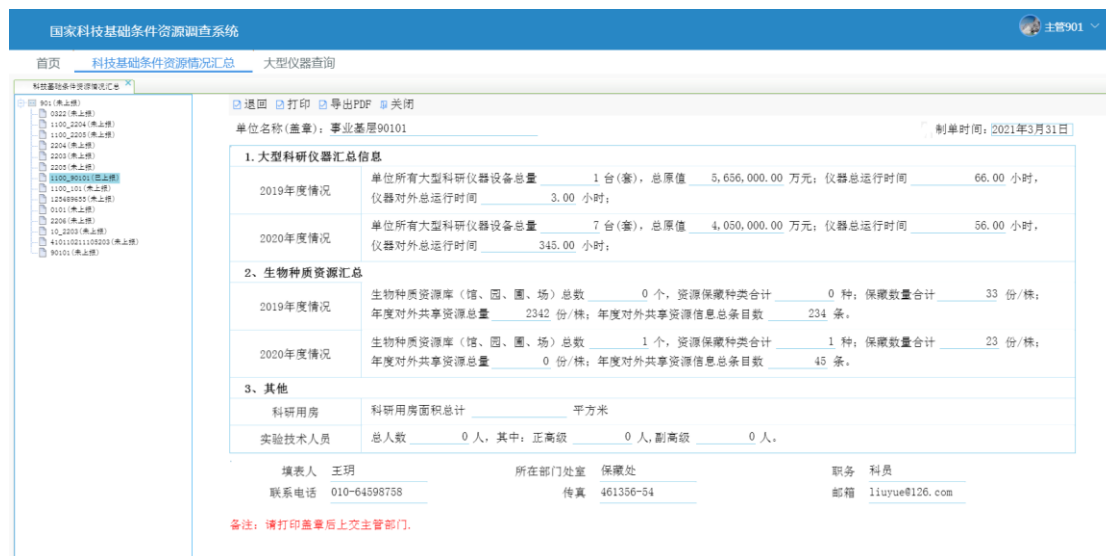 国家科技基础条件资源调查系统
主管901
首页 科技基础条件资源情况汇总 大型仪器查询
科技基础条件资源情况汇总 ×
901(未上报)
0322(未上报)
1100_2204(未上报)
1100_2205(未上报)
2204(未上报)
2203(未上报)
2205(未上报)
1100_90101(已上报)
1100_101(未上报)
123489635(未上报)
0101(未上报)
2206(未上报)
10_2203(未上报)
410110211103203(未上报)
90101(未上报)
退回 打印 导出PDF 关闭
单位名称(盖章): 事业基层90101 制单时间: 2021年3月31日
1.大型科研仪器汇总信息
2019年度情况
单位所有大型科研仪器设备总量 1 台(套), 总原值 5,656,000.00 万元; 仪器总运行时间 66.00 小时,
仪器对外总运行时间 3.00 小时;
2020年度情况
单位所有大型科研仪器设备总量 7 台(套), 总原值 4,050,000.00 万元; 仪器总运行时间 56.00 小时,
仪器对外总运行时间 345.00 小时;
2、生物种质资源汇总
2019年度情况
生物种质资源库（馆、园、圃、场）总数 0 个, 资源保藏种类合计 0 种; 保藏数量合计 33 份/株;
年度对外共享资源总量 2342 份/株; 年度对外共享资源信息总条目数 234 条。
2020年度情况
生物种质资源库（馆、园、圃、场）总数 1 个, 资源保藏种类合计 1 种; 保藏数量合计 23 份/株;
年度对外共享资源总量 0 份/株; 年度对外共享资源信息总条目数 45 条。
3、其他
科研用房 科研用房面积总计 平方米
实验技术人员 总人数 0 人, 其中: 正高级 0 人,副高级 0 人,
填表人 王玥 所在部门处室 保藏处 职务 科员
联系电话 010-64598758 传真 461356-54 邮箱 liuyue@126.com
备注: 请打印盖章后上交主管部门.